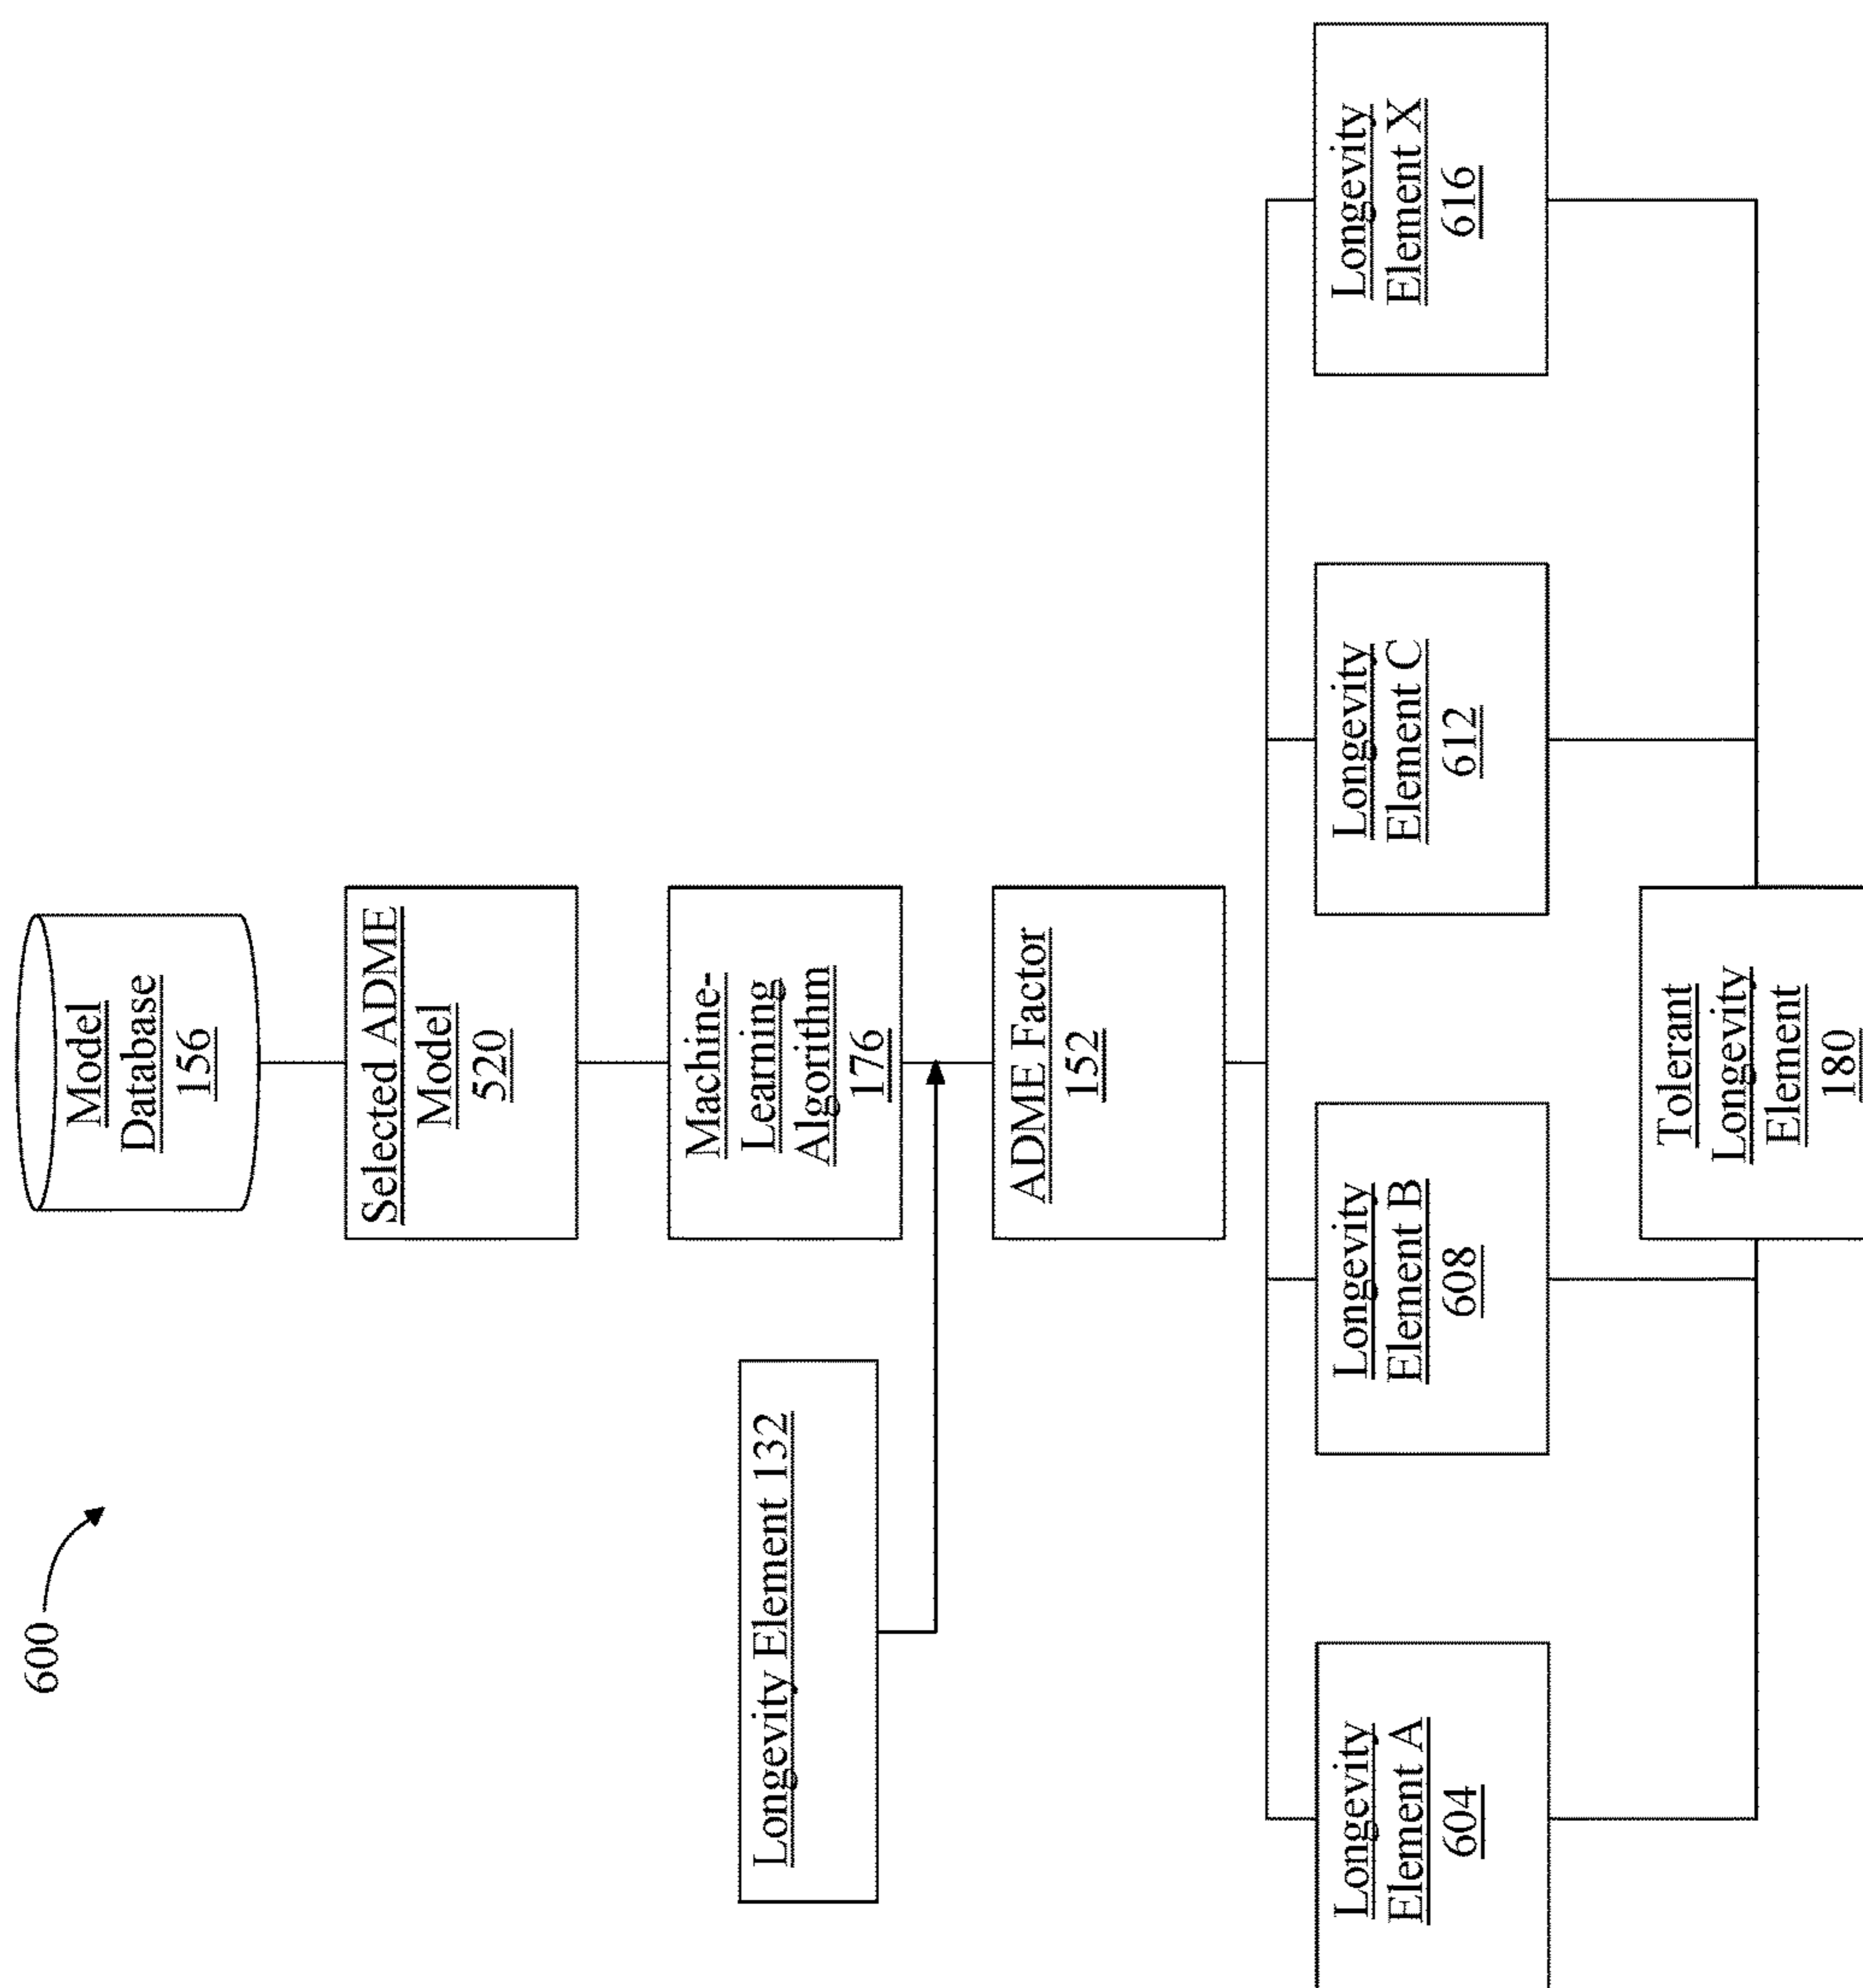 600
Model
Database
156
Selected ADME
Model
520
Machine-
Learning
Algorithm
176
Longevity Element 132
ADME Factor
152
Longevity
Element A
604
Longevity
Element B
608
Longevity
Element C
612
Longevity
Element X
616
Tolerant
Longevity
Element
180